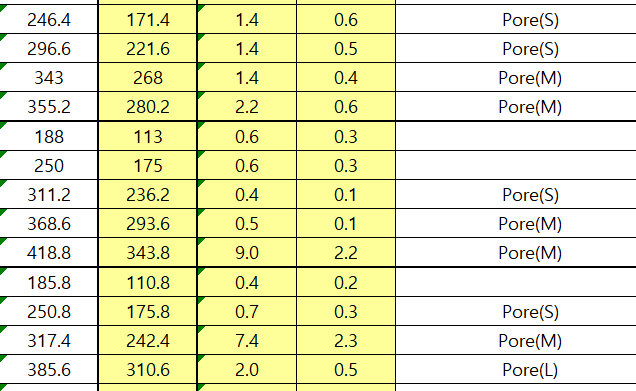 246.4 171.4 1.4 0.6 Pore(S)
296.6 221.6 1.4 0.5 Pore(S)
343 268 1.4 0.4 Pore(M)
355.2 280.2 2.2 0.6 Pore(M)
188 113 0.6 0.3
250 175 0.6 0.3
311.2 236.2 0.4 0.1 Pore(S)
368.6 293.6 0.5 0.1 Pore(M)
418.8 343.8 9.0 2.2 Pore(M)
185.8 110.8 0.4 0.2
250.8 175.8 0.7 0.3 Pore(S)
317.4 242.4 7.4 2.3 Pore(M)
385.6 310.6 2.0 0.5 Pore(L)